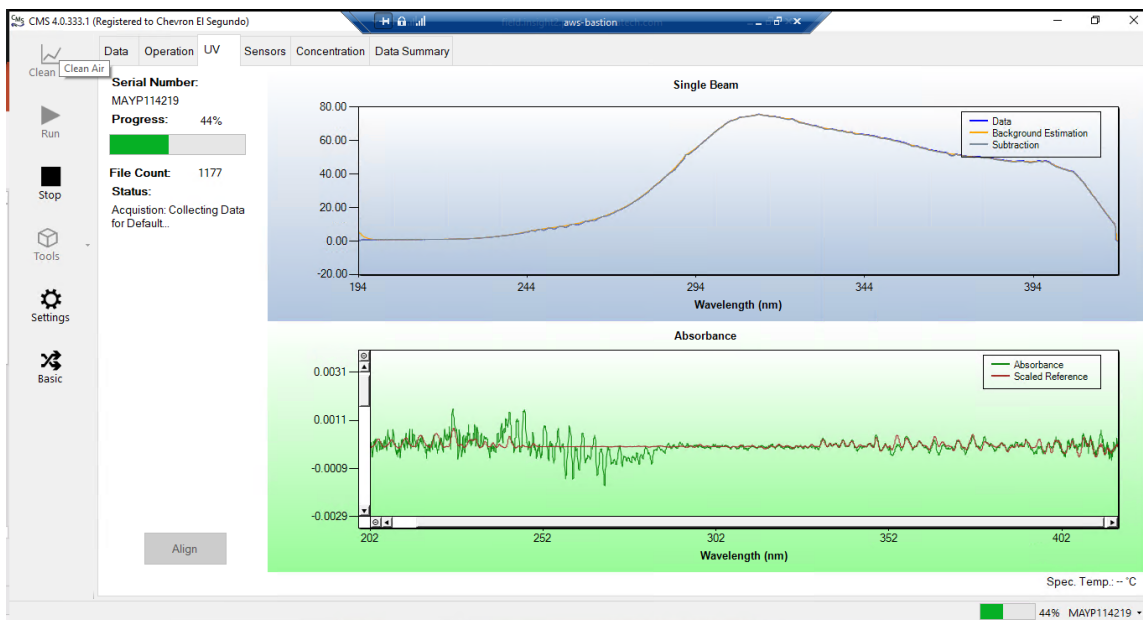 CMS 4.0.333.1 (Registered to Chevron El Segundo)
aws-bastion
Clean Air
Data Operation UV Sensors Concentration Data Summary
Clean
Run
Stop
Tools
Settings
Basic
Serial Number:
MAYP114219
Progress: 44%
File Count: 1177
Status:
Acquistion: Collecting Data
for Default...
Align
Single Beam
80.00
60.00
40.00
20.00
0.00
-20.00
194 244 294 344 394
Wavelength (nm)
Data
Background Estimation
Subtraction
Absorbance
0.0031
0.0011
-0.0009
-0.0029
202 252 302 352 402
Wavelength (nm)
Absorbance
Scaled Reference
Spec. Temp.: -- °C
44% MAYP114219